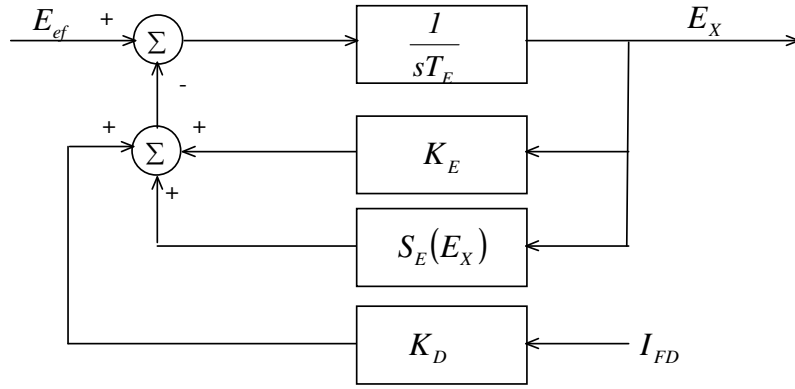 E_ef + Σ 1/sT_E E_X
-
+ Σ + K_E
+
S_E(E_X)
K_D I_FD